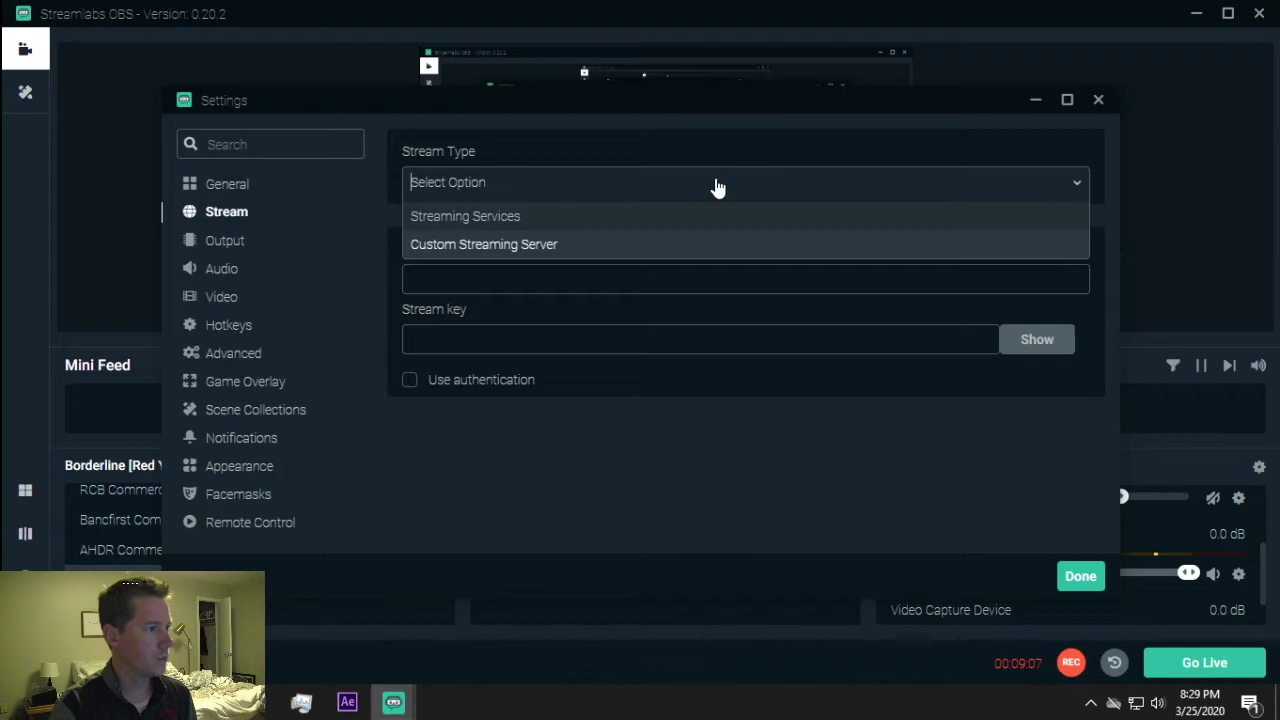 Streamlabs OBS - Version: 0.20.2
Settings
Search
General
Stream
Output
Audio
Video
Hotkeys
Advanced
Game Overlay
Scene Collections
Notifications
Appearance
Facemasks
Remote Control
Stream Type
Select Option
Streaming Services
Custom Streaming Server
Stream key
Show
Use authentication
Done
Mini Feed
Borderline [Red Y
RCB Commerc
Bancfirst Com
AHDR Comme
0.0 dB
Video Capture Device
0.0 dB
00:09:07
REC
Go Live
Ae
8:29 PM
3/25/2020
1